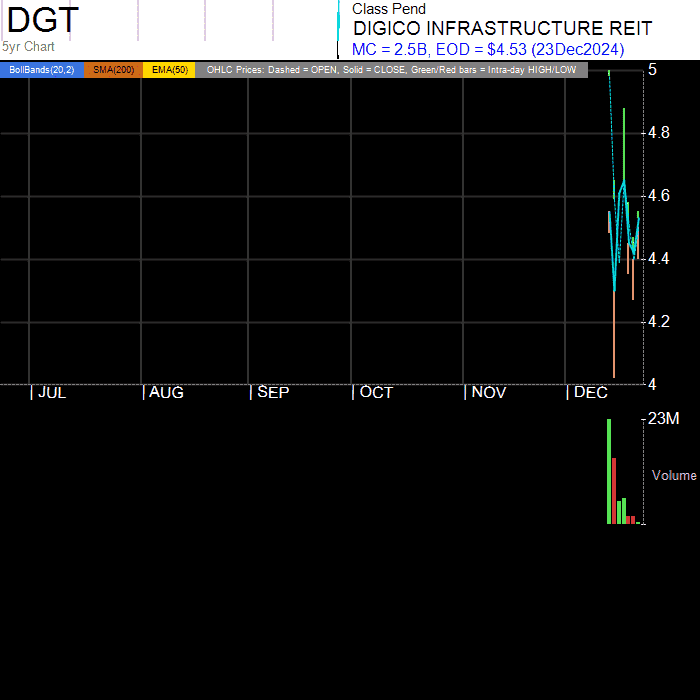 DGT
5yr Chart
Class Pend
DIGICO INFRASTRUCTURE REIT
MC = 2.5B, EOD = $4.53 (23Dec2024)
BollBands(20,2) SMA(200) EMA(50) OHLC Prices: Dashed = OPEN, Solid = CLOSE, Green/Red bars = Intra-day HIGH/LOW
5
4.8
4.6
4.4
4.2
4
| JUL | AUG | SEP | OCT | NOV | DEC
23M
Volume